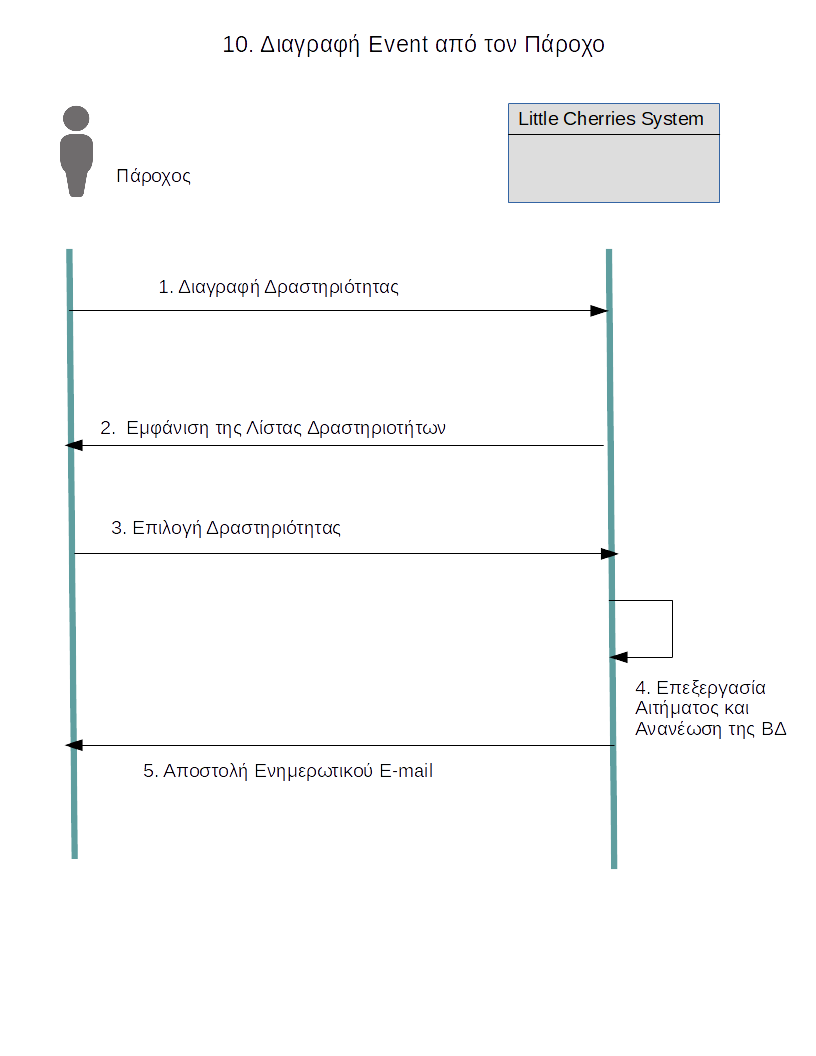 10. Διαγραφή Event από τον Πάροχο
Little Cherries System
Πάροχος
1. Διαγραφή Δραστηριότητας
2. Εμφάνιση της Λίστας Δραστηριοτήτων
3. Επιλογή Δραστηριότητας
4. Επεξεργασία
Αιτήματος και
Ανανέωση της ΒΔ
5. Αποστολή Ενημερωτικού E-mail